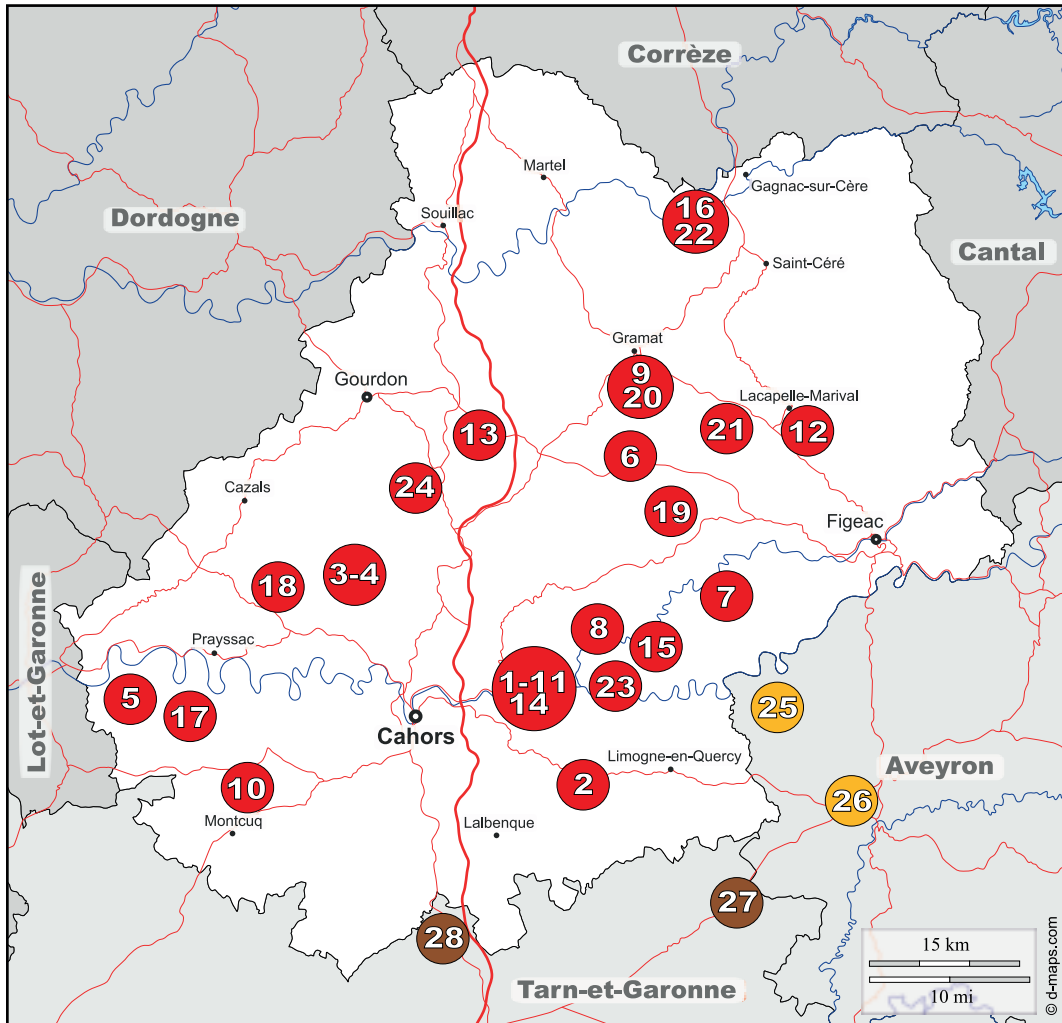 Corrèze
Martel
Gagnac-sur-Cère
16
22
Dordogne
Souillac
Cantal
Saint-Céré
Gramat
9
20
Gourdon
Lacapelle-Marival
13
21
12
6
24
Cazals
19
Figeac
Lot-et-Garonne
18
3-4
7
8
15
Prayssac
1-11
14
23
5
17
25
Cahors
Limogne-en-Quercy
Aveyron
10
2
26
Montcuq
Lalbenque
27
28
15 km
10 mi
Tarn-et-Garonne
© d-maps.com